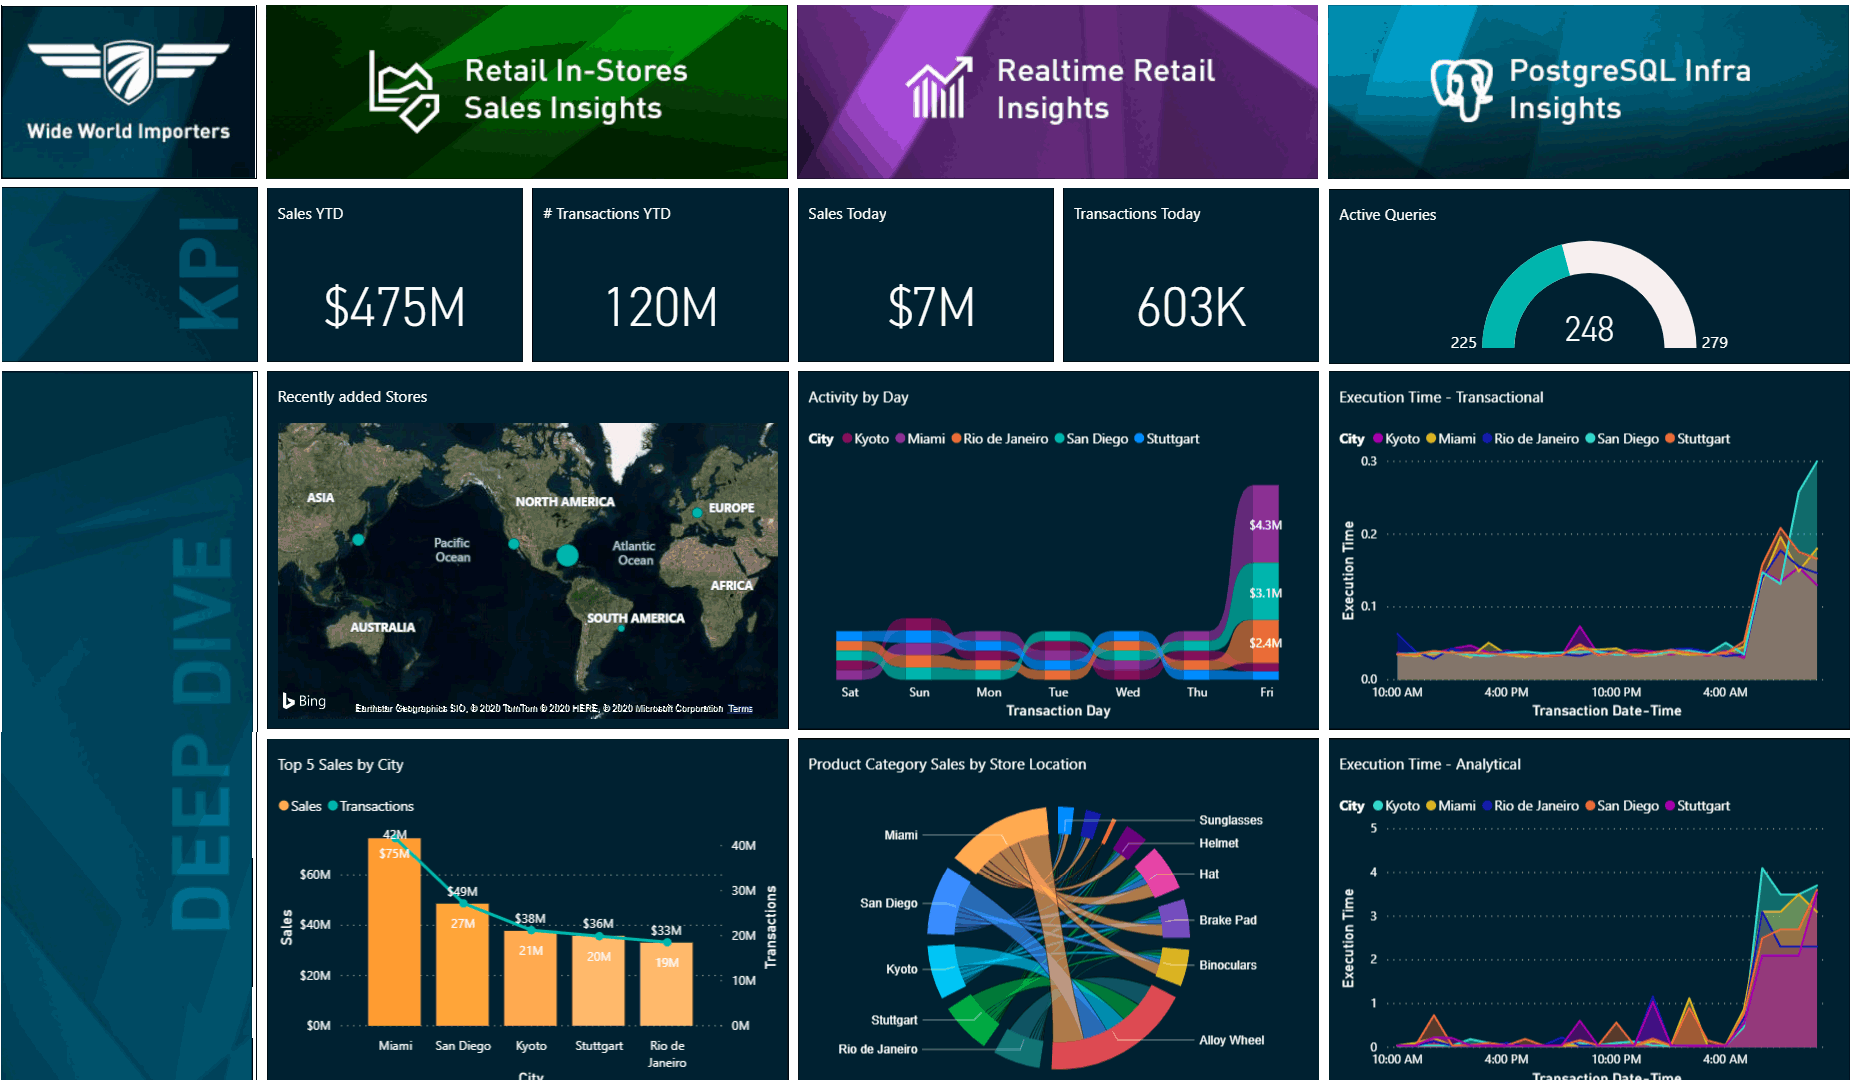 Wide World Importers
Retail In-Stores
Sales Insights
Realtime Retail
Insights
PostgreSQL Infra
Insights
KPI
Sales YTD
$475M
# Transactions YTD
120M
Sales Today
$7M
Transactions Today
603K
Active Queries
248
225
279
DEEP DIVE
Recently added Stores
ASIA
NORTH AMERICA
EUROPE
Pacific
Ocean
Atlantic
Ocean
AFRICA
SOUTH AMERICA
AUSTRALIA
Bing
Earthstar Geographics SIO, © 2020 TomTom © 2020 HERE, © 2020 Microsoft Corporation Terms
Activity by Day
City Kyoto Miami Rio de Janeiro San Diego Stuttgart
$4.3M
$3.1M
$2.4M
Sat Sun Mon Tue Wed Thu Fri
Transaction Day
Execution Time - Transactional
City Kyoto Miami Rio de Janeiro San Diego Stuttgart
0.3
0.2
0.1
0.0
Execution Time
10:00 AM 4:00 PM 10:00 PM 4:00 AM
Transaction Date-Time
Top 5 Sales by City
Sales Transactions
42M
$75M
$49M
27M
$38M
21M
$36M
20M
$33M
19M
$60M
$40M
$20M
$0M
Sales
40M
30M
20M
10M
0M
Transactions
Miami San Diego Kyoto Stuttgart Rio de
Janeiro
City
Product Category Sales by Store Location
Miami
San Diego
Kyoto
Stuttgart
Rio de Janeiro
Sunglasses
Helmet
Hat
Brake Pad
Binoculars
Alloy Wheel
Execution Time - Analytical
City Kyoto Miami Rio de Janeiro San Diego Stuttgart
5
4
3
2
1
0
Execution Time
10:00 AM 4:00 PM 10:00 PM 4:00 AM
Transaction Date-Time